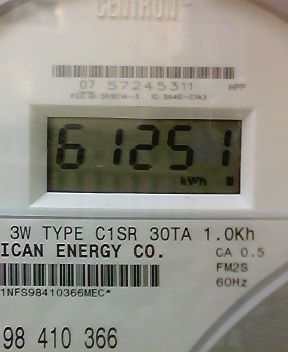 CENTRON
07 57245311 HPF
61251
kWh
3W TYPE C1SR 30TA 1.0Kh
ICAN ENERGY CO. CA 0.5
FM2S
60Hz
1NFS98410366MEC*
98 410 366